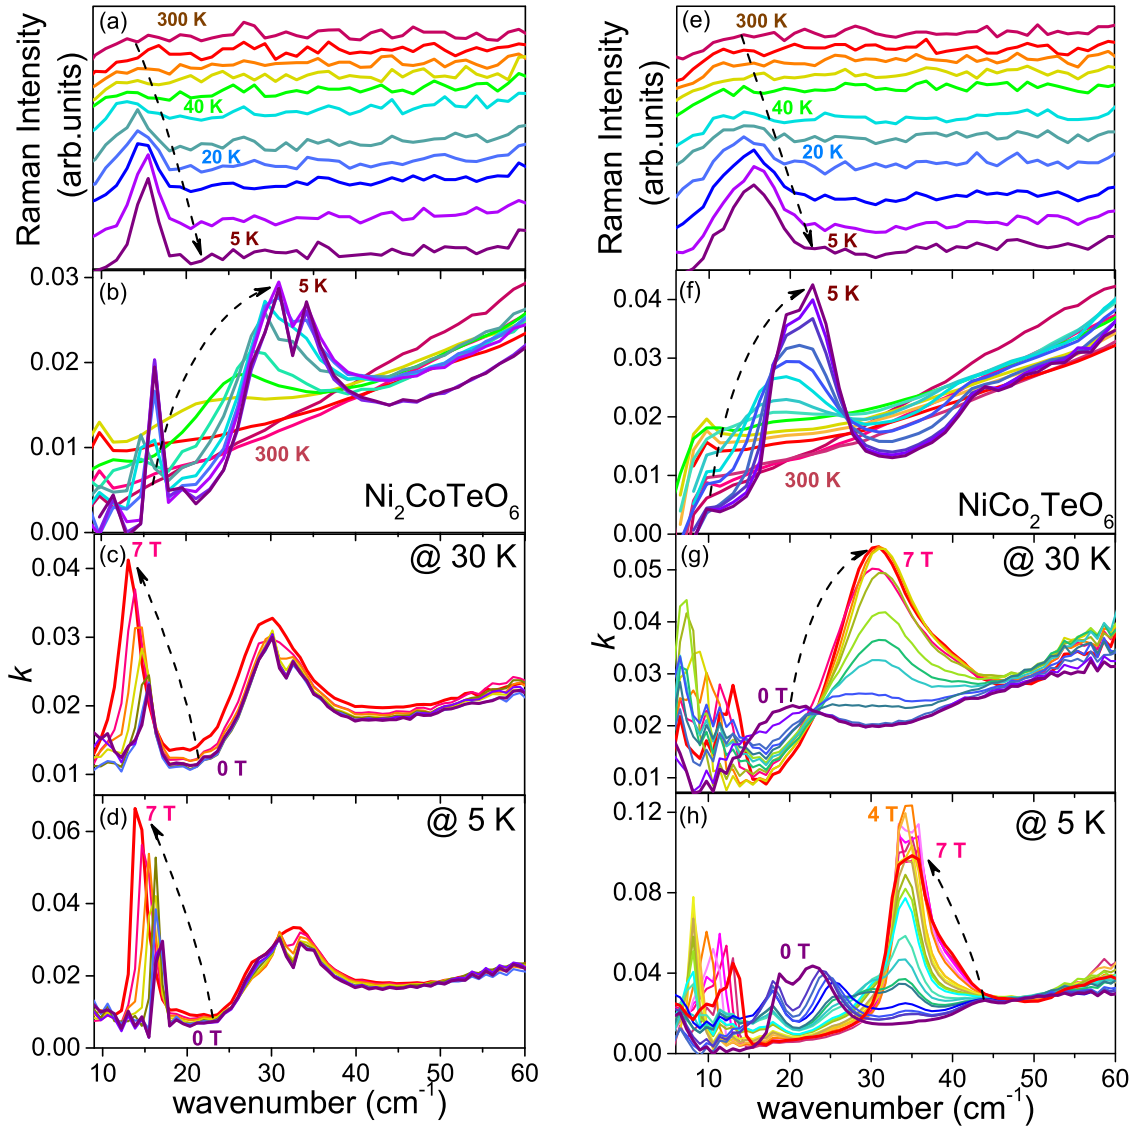 (a)
300 K
40 K
20 K
5 K
Raman Intensity
(arb.units)
(b)
5 K
300 K
Ni2CoTeO6
0.03
0.02
0.01
0.00
(c)
7 T
@ 30 K
0 T
0.04
0.03
0.02
0.01
k
(d)
7 T
@ 5 K
0 T
0.06
0.04
0.02
0.00
10 20 30 40 50 60
wavenumber (cm-1)
(e)
300 K
40 K
20 K
5 K
Raman Intensity
(arb.units)
(f)
5 K
300 K
NiCo2TeO6
0.04
0.03
0.02
0.01
0.00
(g)
@ 30 K
7 T
0 T
0.05
0.04
0.03
0.02
0.01
k
(h)
4 T
@ 5 K
7 T
0 T
0.12
0.08
0.04
0.00
10 20 30 40 50 60
wavenumber (cm-1)